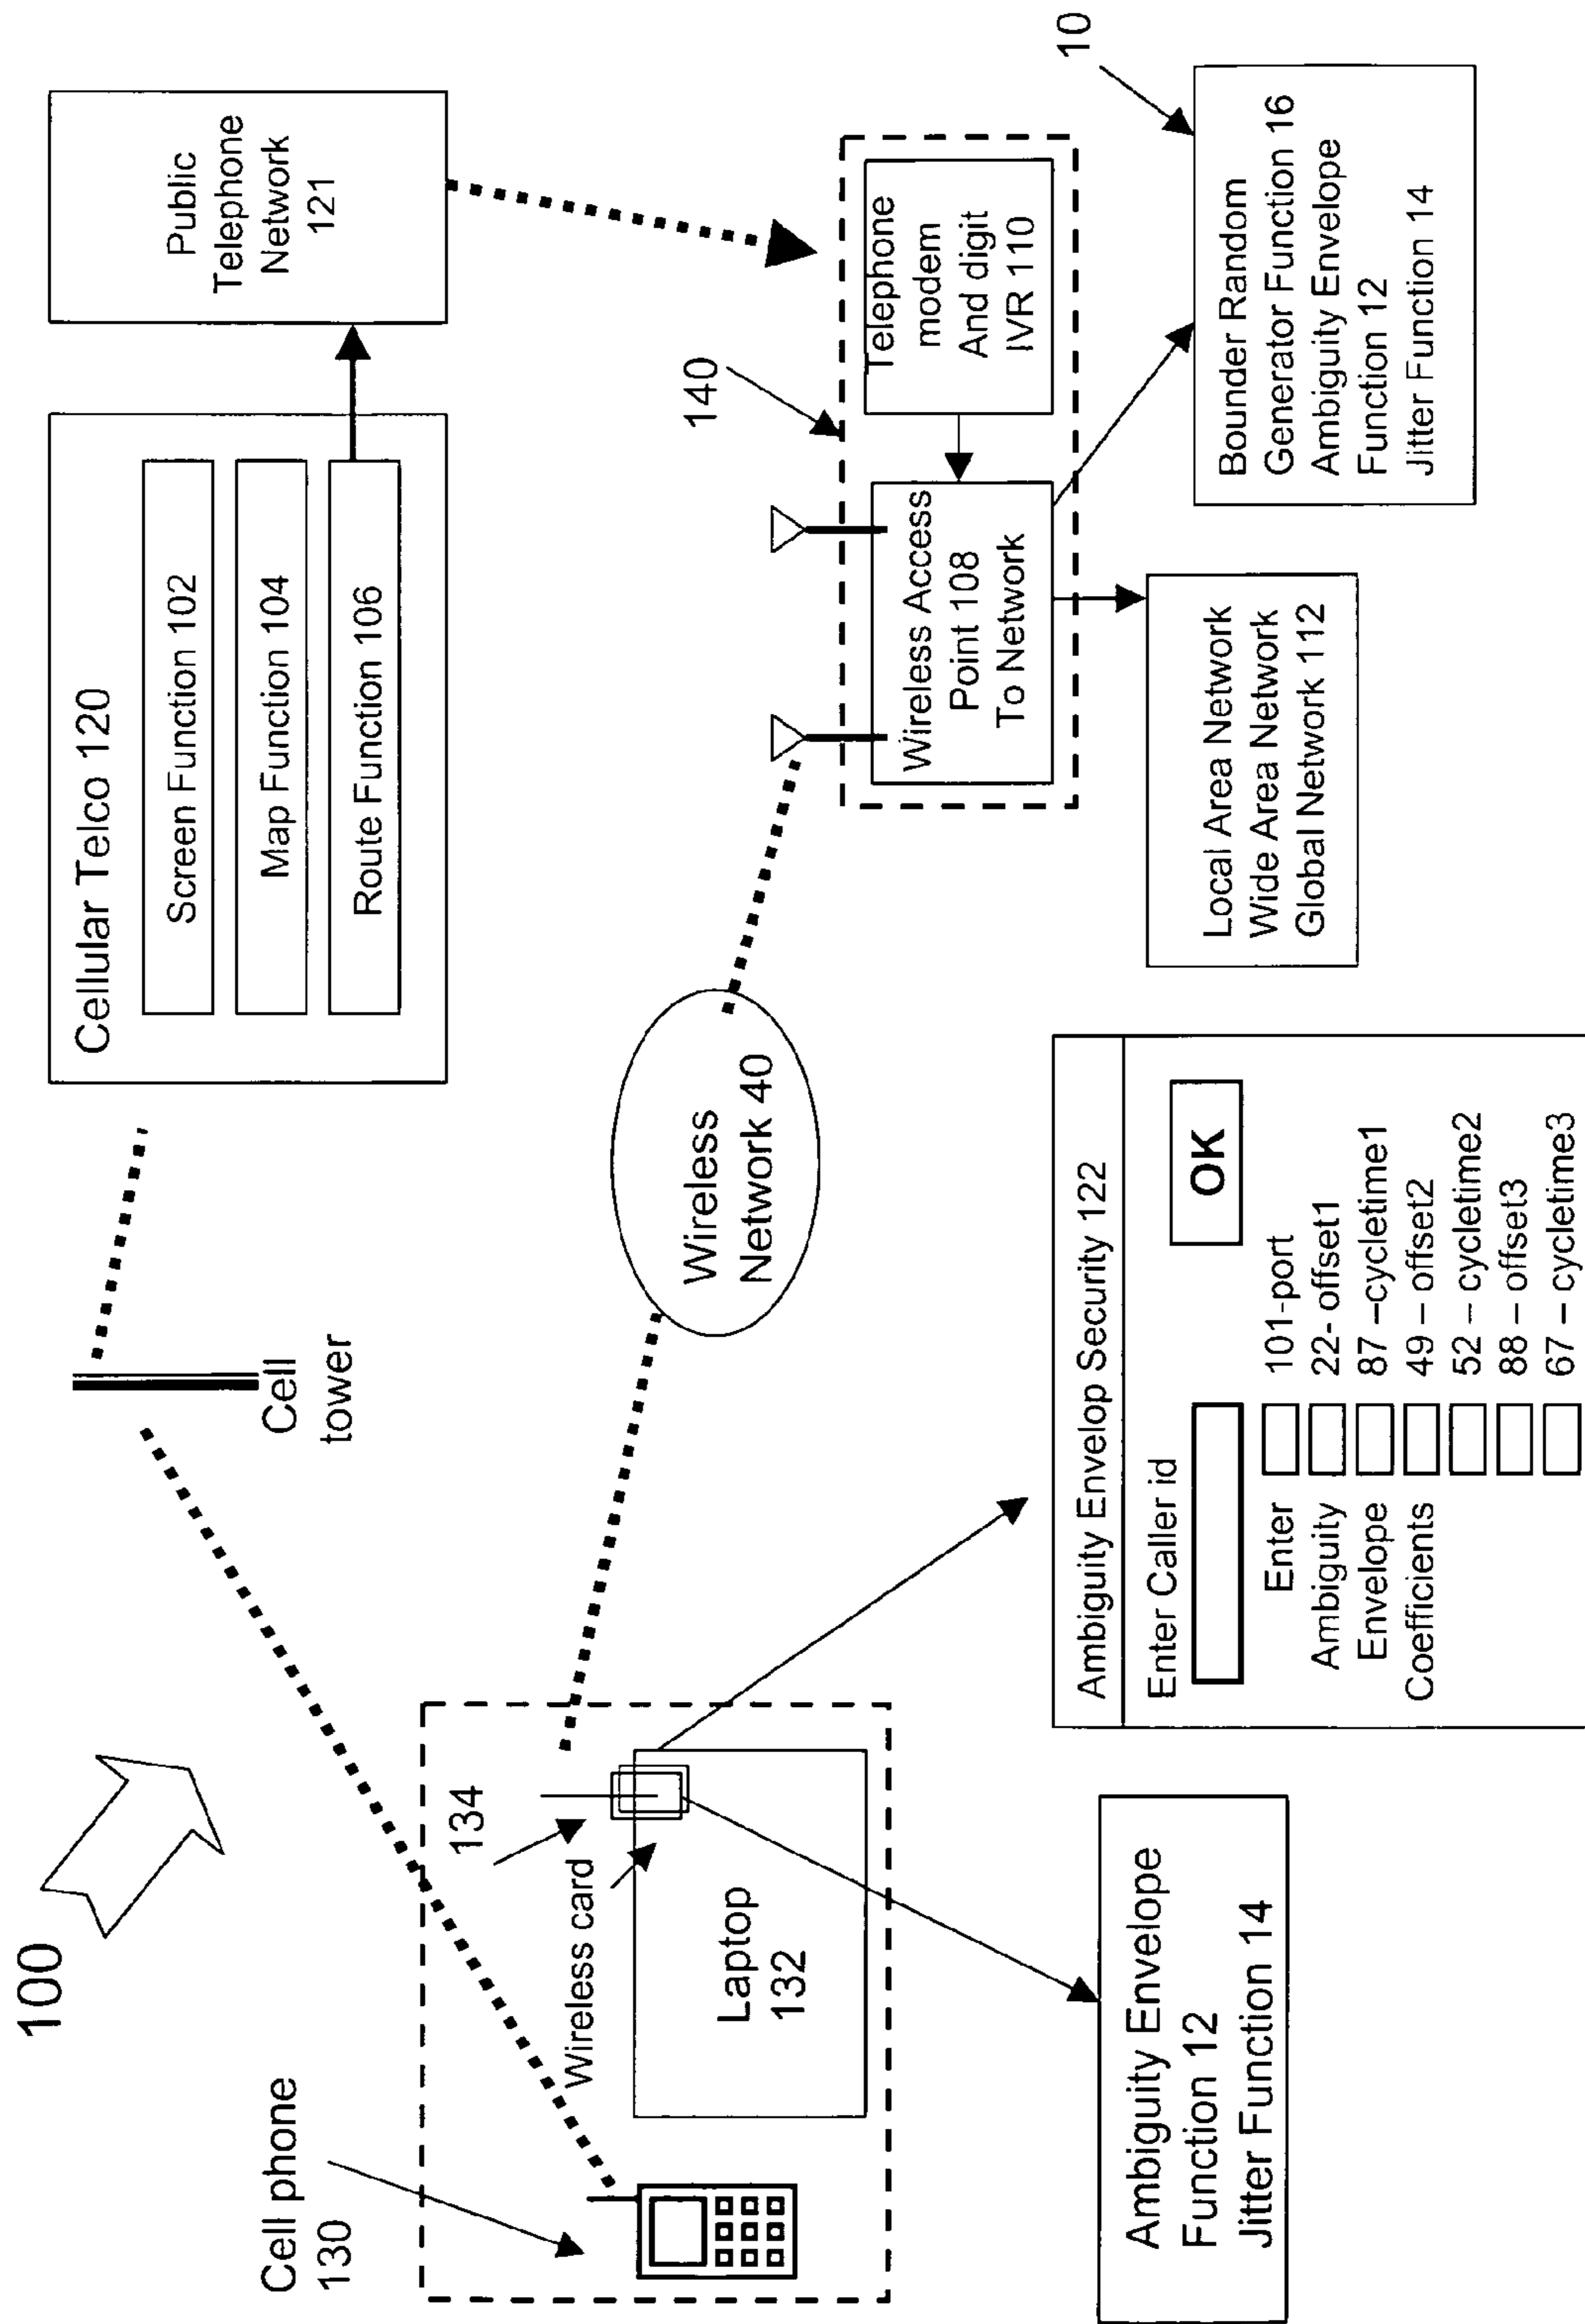 100
Cell phone
130
134
Wireless card
Laptop
132
Ambiguity Envelope
Function 12
Jitter Function 14
Cell
tower
Wireless
Network 40
Ambiguity Envelop Security 122
Enter Caller id
OK
Enter
Ambiguity
Envelope
Coefficients
101-port
22- offset1
87 –cycletime1
49 – offset2
52 – cycletime2
88 – offset3
67 – cycletime3
Cellular Telco 120
Screen Function 102
Map Function 104
Route Function 106
Public
Telephone
Network
121
140
Wireless Access
Point 108
To Network
Telephone
modem
And digit
IVR 110
Local Area Network
Wide Area Network
Global Network 112
10
Bounder Random
Generator Function 16
Ambiguity Envelope
Function 12
Jitter Function 14